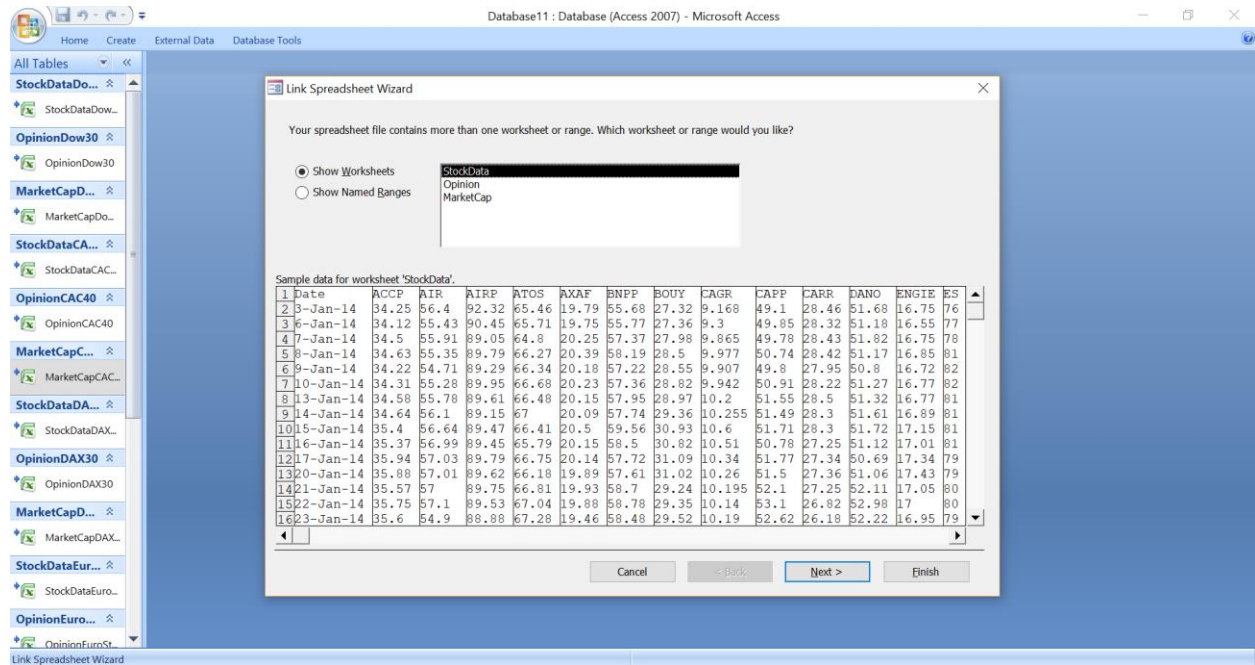 Database11 : Database (Access 2007) - Microsoft Access
Home Create External Data Database Tools
All Tables
StockDataDo...
StockDataDow...
OpinionDow30
OpinionDow30
MarketCapD...
MarketCapDo...
StockDataCA...
StockDataCAC...
OpinionCAC40
OpinionCAC40
MarketCapC...
MarketCapCAC...
StockDataDA...
StockDataDAX...
OpinionDAX30
OpinionDAX30
MarketCapD...
MarketCapDAX...
StockDataEur...
StockDataEuro...
OpinionEuro...
OpinionEuroSt...
Link Spreadsheet Wizard
Your spreadsheet file contains more than one worksheet or range. Which worksheet or range would you like?
Show Worksheets
Show Named Ranges
StockData
Opinion
MarketCap
Sample data for worksheet 'StockData'.
1 Date ACCP AIR AIRP ATOS AXAF BNPP BOUY CAGR CAPP CARR DANO ENGIE ES
2 3-Jan-14 34.25 56.4 92.32 65.46 19.79 55.68 27.32 9.168 49.1 28.46 51.68 16.75 76
3 6-Jan-14 34.12 55.43 90.45 65.71 19.75 55.77 27.36 9.3 49.85 28.32 51.18 16.55 77
4 7-Jan-14 34.5 55.91 89.05 64.8 20.25 57.37 27.98 9.865 49.78 28.43 51.82 16.75 78
5 8-Jan-14 34.63 55.35 89.79 66.27 20.39 58.19 28.5 9.977 50.74 28.42 51.17 16.85 81
6 9-Jan-14 34.22 54.71 89.29 66.34 20.18 57.22 28.55 9.907 49.8 27.95 50.8 16.72 82
7 10-Jan-14 34.31 55.28 89.95 66.68 20.23 57.36 28.82 9.942 50.91 28.22 51.27 16.77 82
8 13-Jan-14 34.58 55.78 89.61 66.48 20.15 57.95 28.97 10.2 51.55 28.5 51.32 16.77 81
9 14-Jan-14 34.64 56.1 89.15 67 20.09 57.74 29.36 10.255 51.49 28.3 51.61 16.89 81
10 15-Jan-14 35.4 56.64 89.47 66.41 20.5 59.56 30.93 10.6 51.71 28.3 51.72 17.15 81
11 16-Jan-14 35.37 56.99 89.45 65.79 20.15 58.5 30.82 10.51 50.78 27.25 51.12 17.01 81
12 17-Jan-14 35.94 57.03 89.79 66.75 20.14 57.72 31.09 10.34 51.77 27.34 50.69 17.34 79
13 20-Jan-14 35.88 57.01 89.62 66.18 19.89 57.61 31.02 10.26 51.5 27.36 51.06 17.43 79
14 21-Jan-14 35.57 57 89.75 66.81 19.93 58.7 29.24 10.195 52.1 27.25 52.11 17.05 80
15 22-Jan-14 35.75 57.1 89.53 67.04 19.88 58.78 29.35 10.14 53.1 26.82 52.98 17 80
16 23-Jan-14 35.6 54.9 88.88 67.28 19.46 58.48 29.52 10.19 52.62 26.18 52.22 16.95 79
Cancel < Back Next > Finish
Link Spreadsheet Wizard